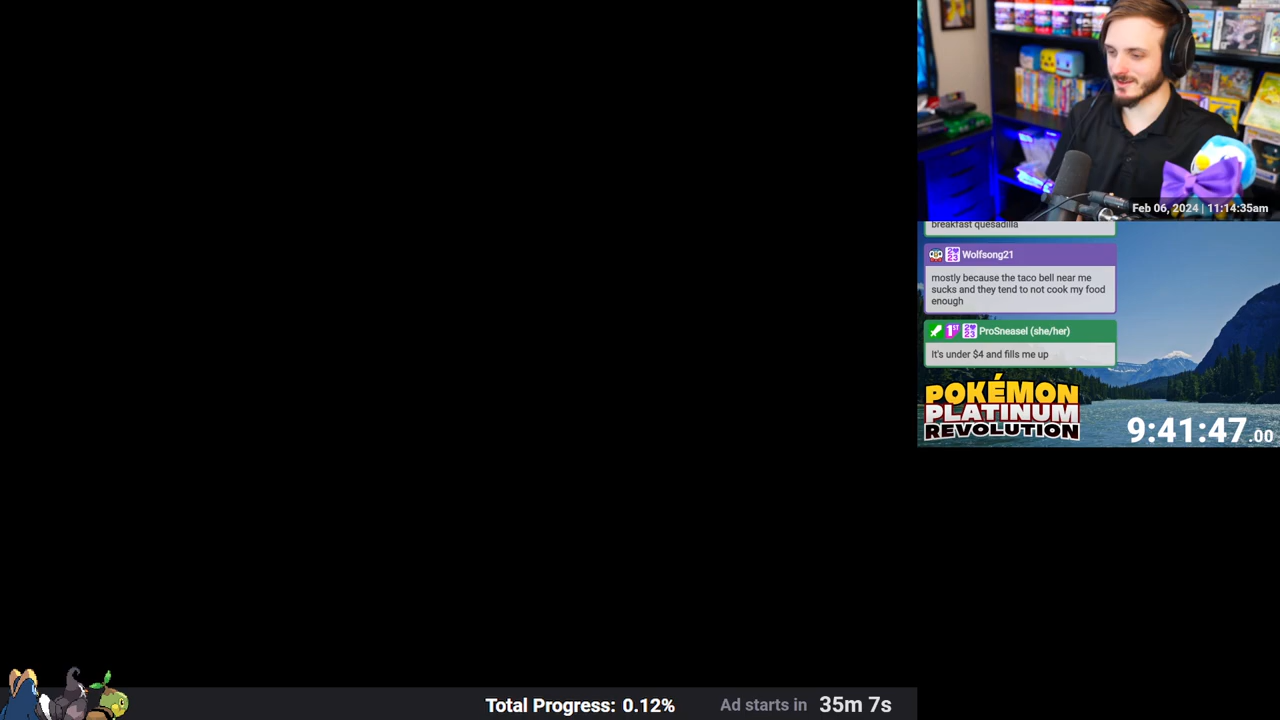 Feb 06, 2024 | 11:14:35am
breakfast quesadilla
Wolfsong21
mostly because the taco bell near me
sucks and they tend to not cook my food
enough
1ST ProSneasel (she/her)
It's under $4 and fills me up
POKÉMON
PLATINUM
REVOLUTION
9:41:47.00
Total Progress: 0.12%
Ad starts in 35m 7s